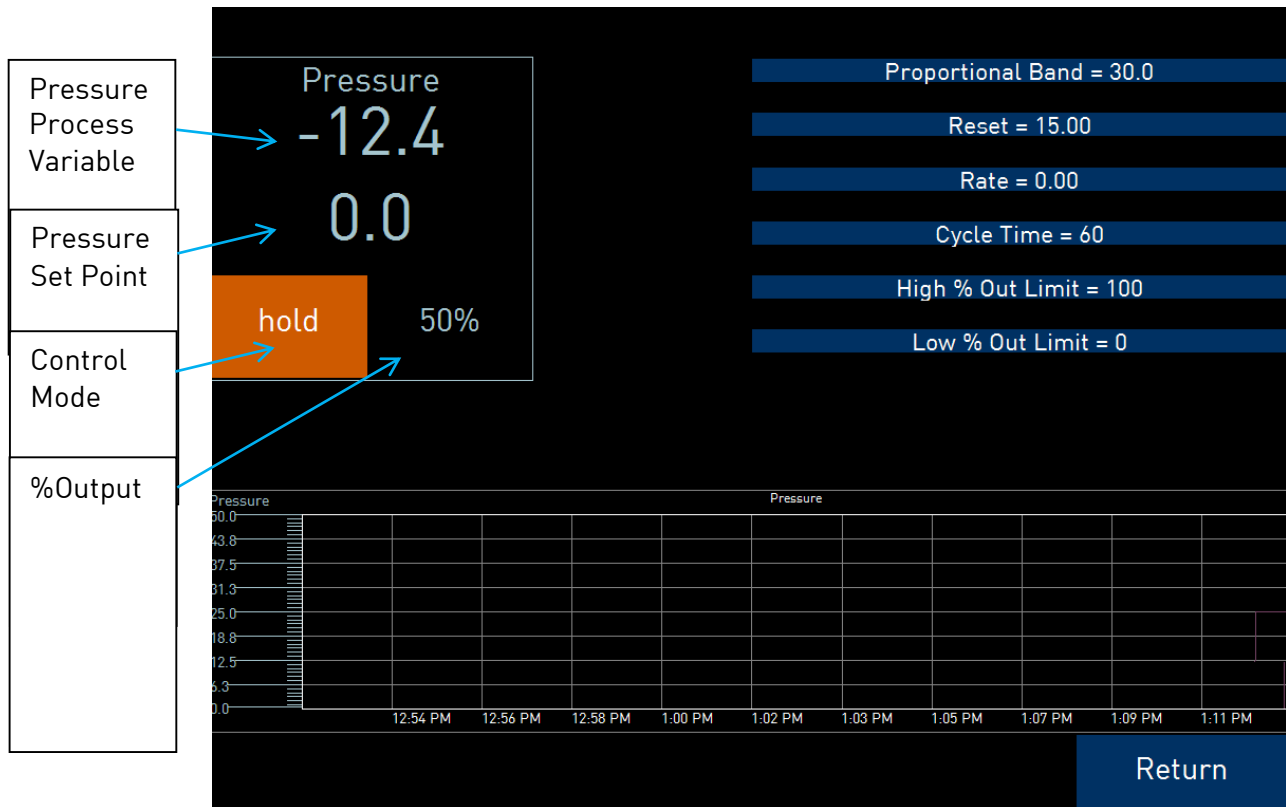 Pressure
Process
Variable
Pressure
Set Point
Control
Mode
%Output
Pressure
-12.4
0.0
hold
50%
Proportional Band = 30.0
Reset = 15.00
Rate = 0.00
Cycle Time = 60
High % Out Limit = 100
Low % Out Limit = 0
Pressure
Pressure
50.0
43.8
37.5
31.3
25.0
18.8
12.5
6.3
0.0
12:54 PM 12:56 PM 12:58 PM 1:00 PM 1:02 PM 1:03 PM 1:05 PM 1:07 PM 1:09 PM 1:11 PM
Return